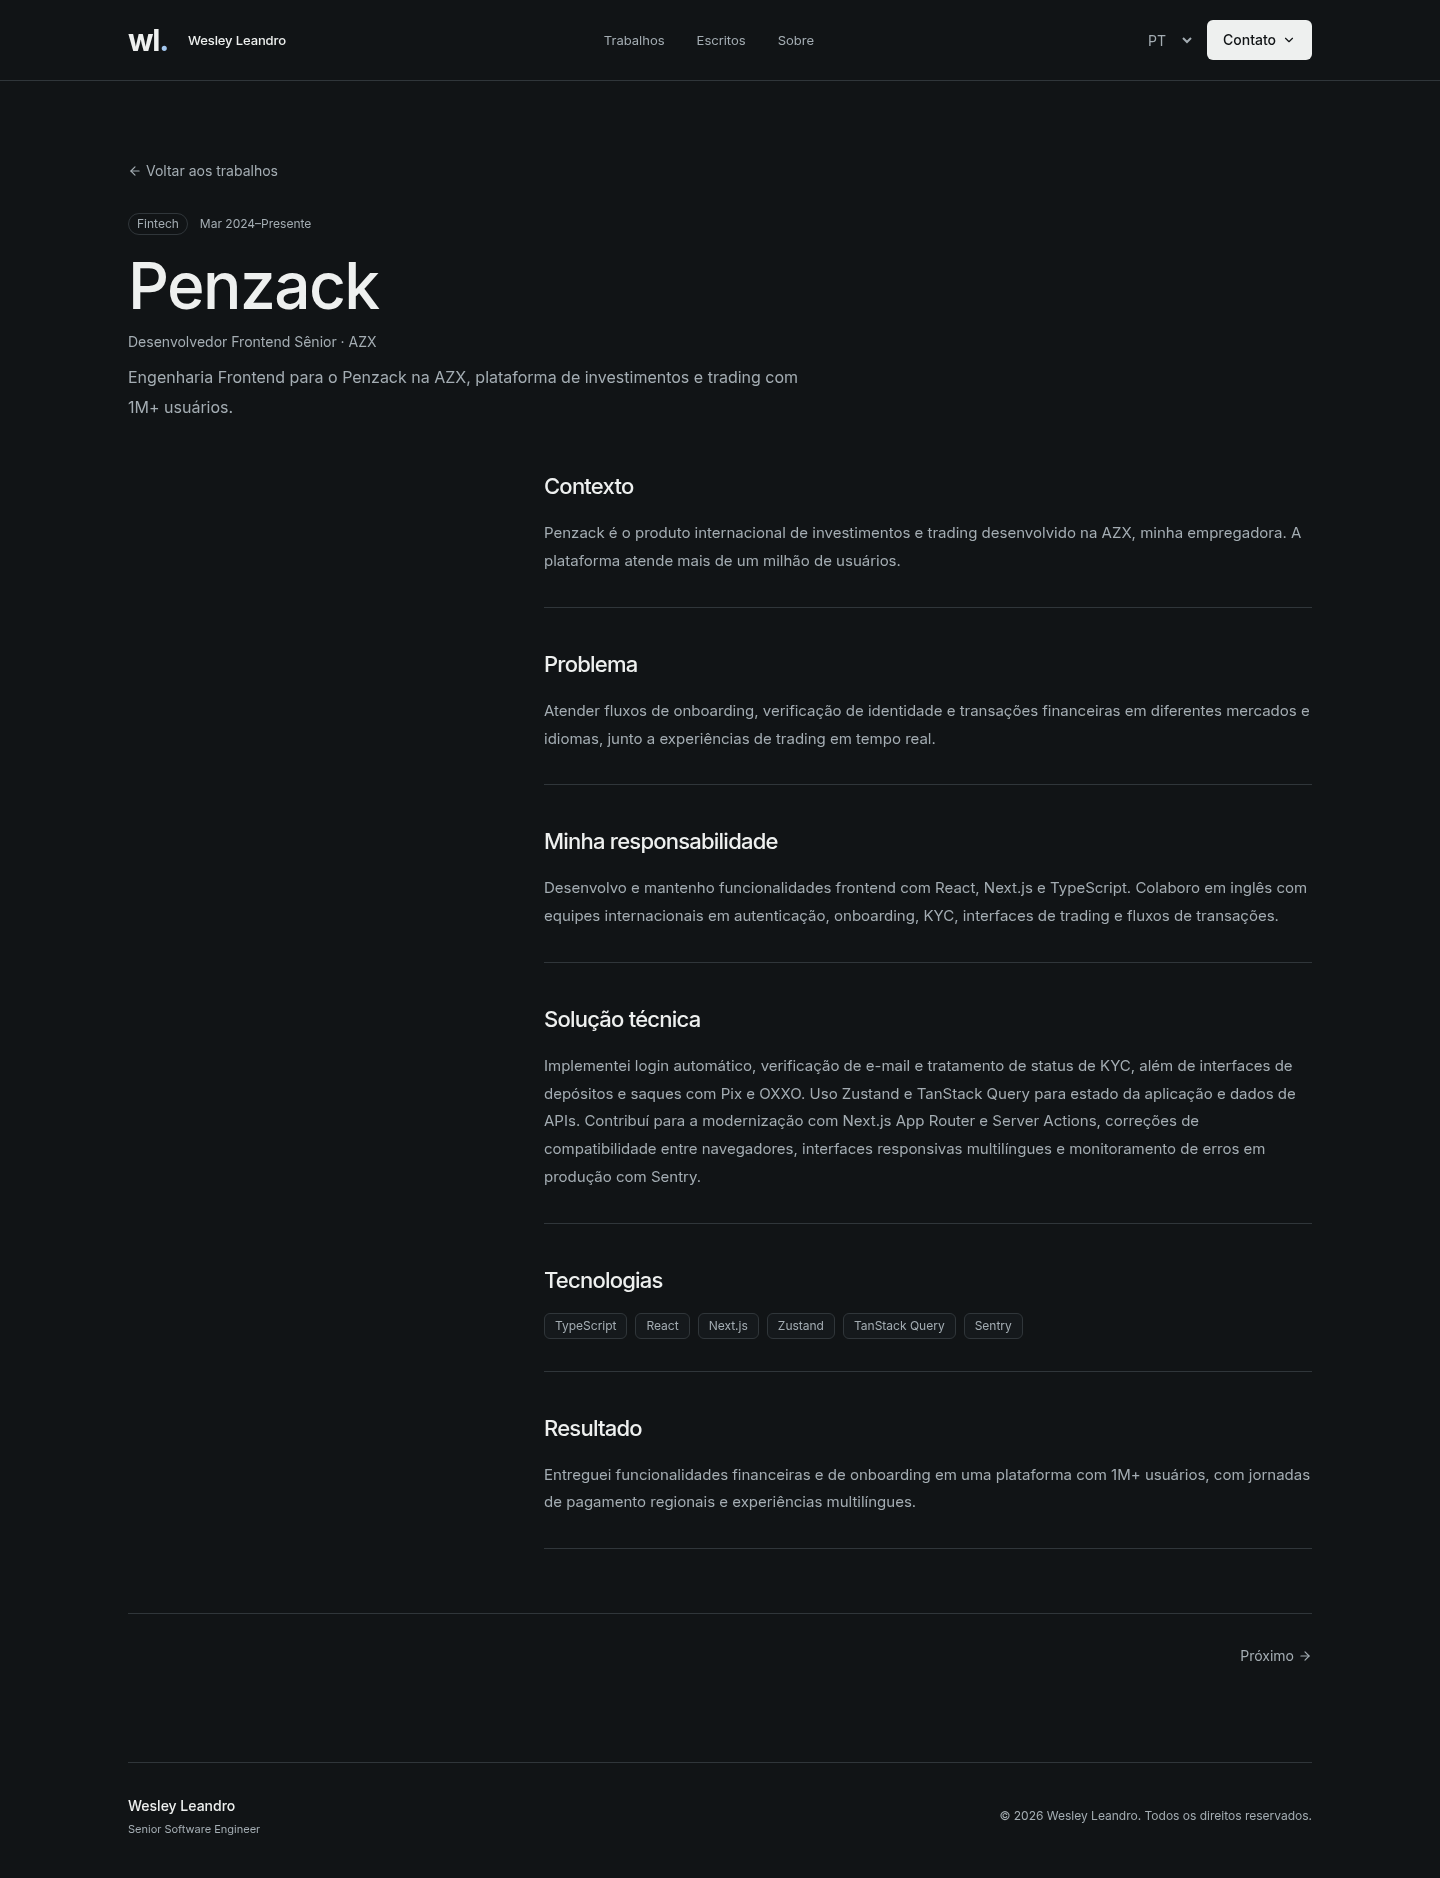 wl.
Wesley Leandro
Trabalhos
Escritos
Sobre
PT
Contato
← Voltar aos trabalhos
Fintech
Mar 2024–Presente
Penzack
Desenvolvedor Frontend Sênior · AZX
Engenharia Frontend para o Penzack na AZX, plataforma de investimentos e trading com
1M+ usuários.
Contexto
Penzack é o produto internacional de investimentos e trading desenvolvido na AZX, minha empregadora. A
plataforma atende mais de um milhão de usuários.
Problema
Atender fluxos de onboarding, verificação de identidade e transações financeiras em diferentes mercados e
idiomas, junto a experiências de trading em tempo real.
Minha responsabilidade
Desenvolvo e mantenho funcionalidades frontend com React, Next.js e TypeScript. Colaboro em inglês com
equipes internacionais em autenticação, onboarding, KYC, interfaces de trading e fluxos de transações.
Solução técnica
Implementei login automático, verificação de e-mail e tratamento de status de KYC, além de interfaces de
depósitos e saques com Pix e OXXO. Uso Zustand e TanStack Query para estado da aplicação e dados de
APIs. Contribuí para a modernização com Next.js App Router e Server Actions, correções de
compatibilidade entre navegadores, interfaces responsivas multilíngues e monitoramento de erros em
produção com Sentry.
Tecnologias
TypeScript
React
Next.js
Zustand
TanStack Query
Sentry
Resultado
Entreguei funcionalidades financeiras e de onboarding em uma plataforma com 1M+ usuários, com jornadas
de pagamento regionais e experiências multilíngues.
Próximo →
Wesley Leandro
Senior Software Engineer
© 2026 Wesley Leandro. Todos os direitos reservados.